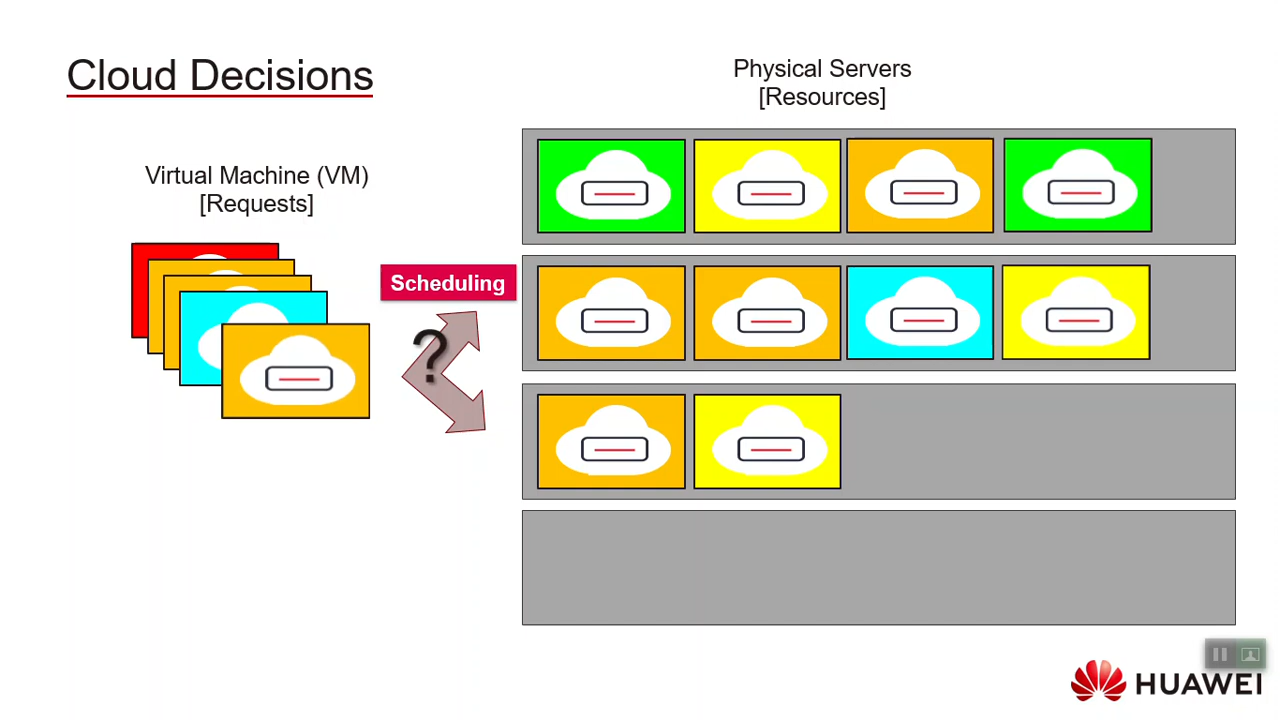 Cloud Decisions
Physical Servers
[Resources]
Virtual Machine (VM)
[Requests]
Scheduling
?
HUAWEI